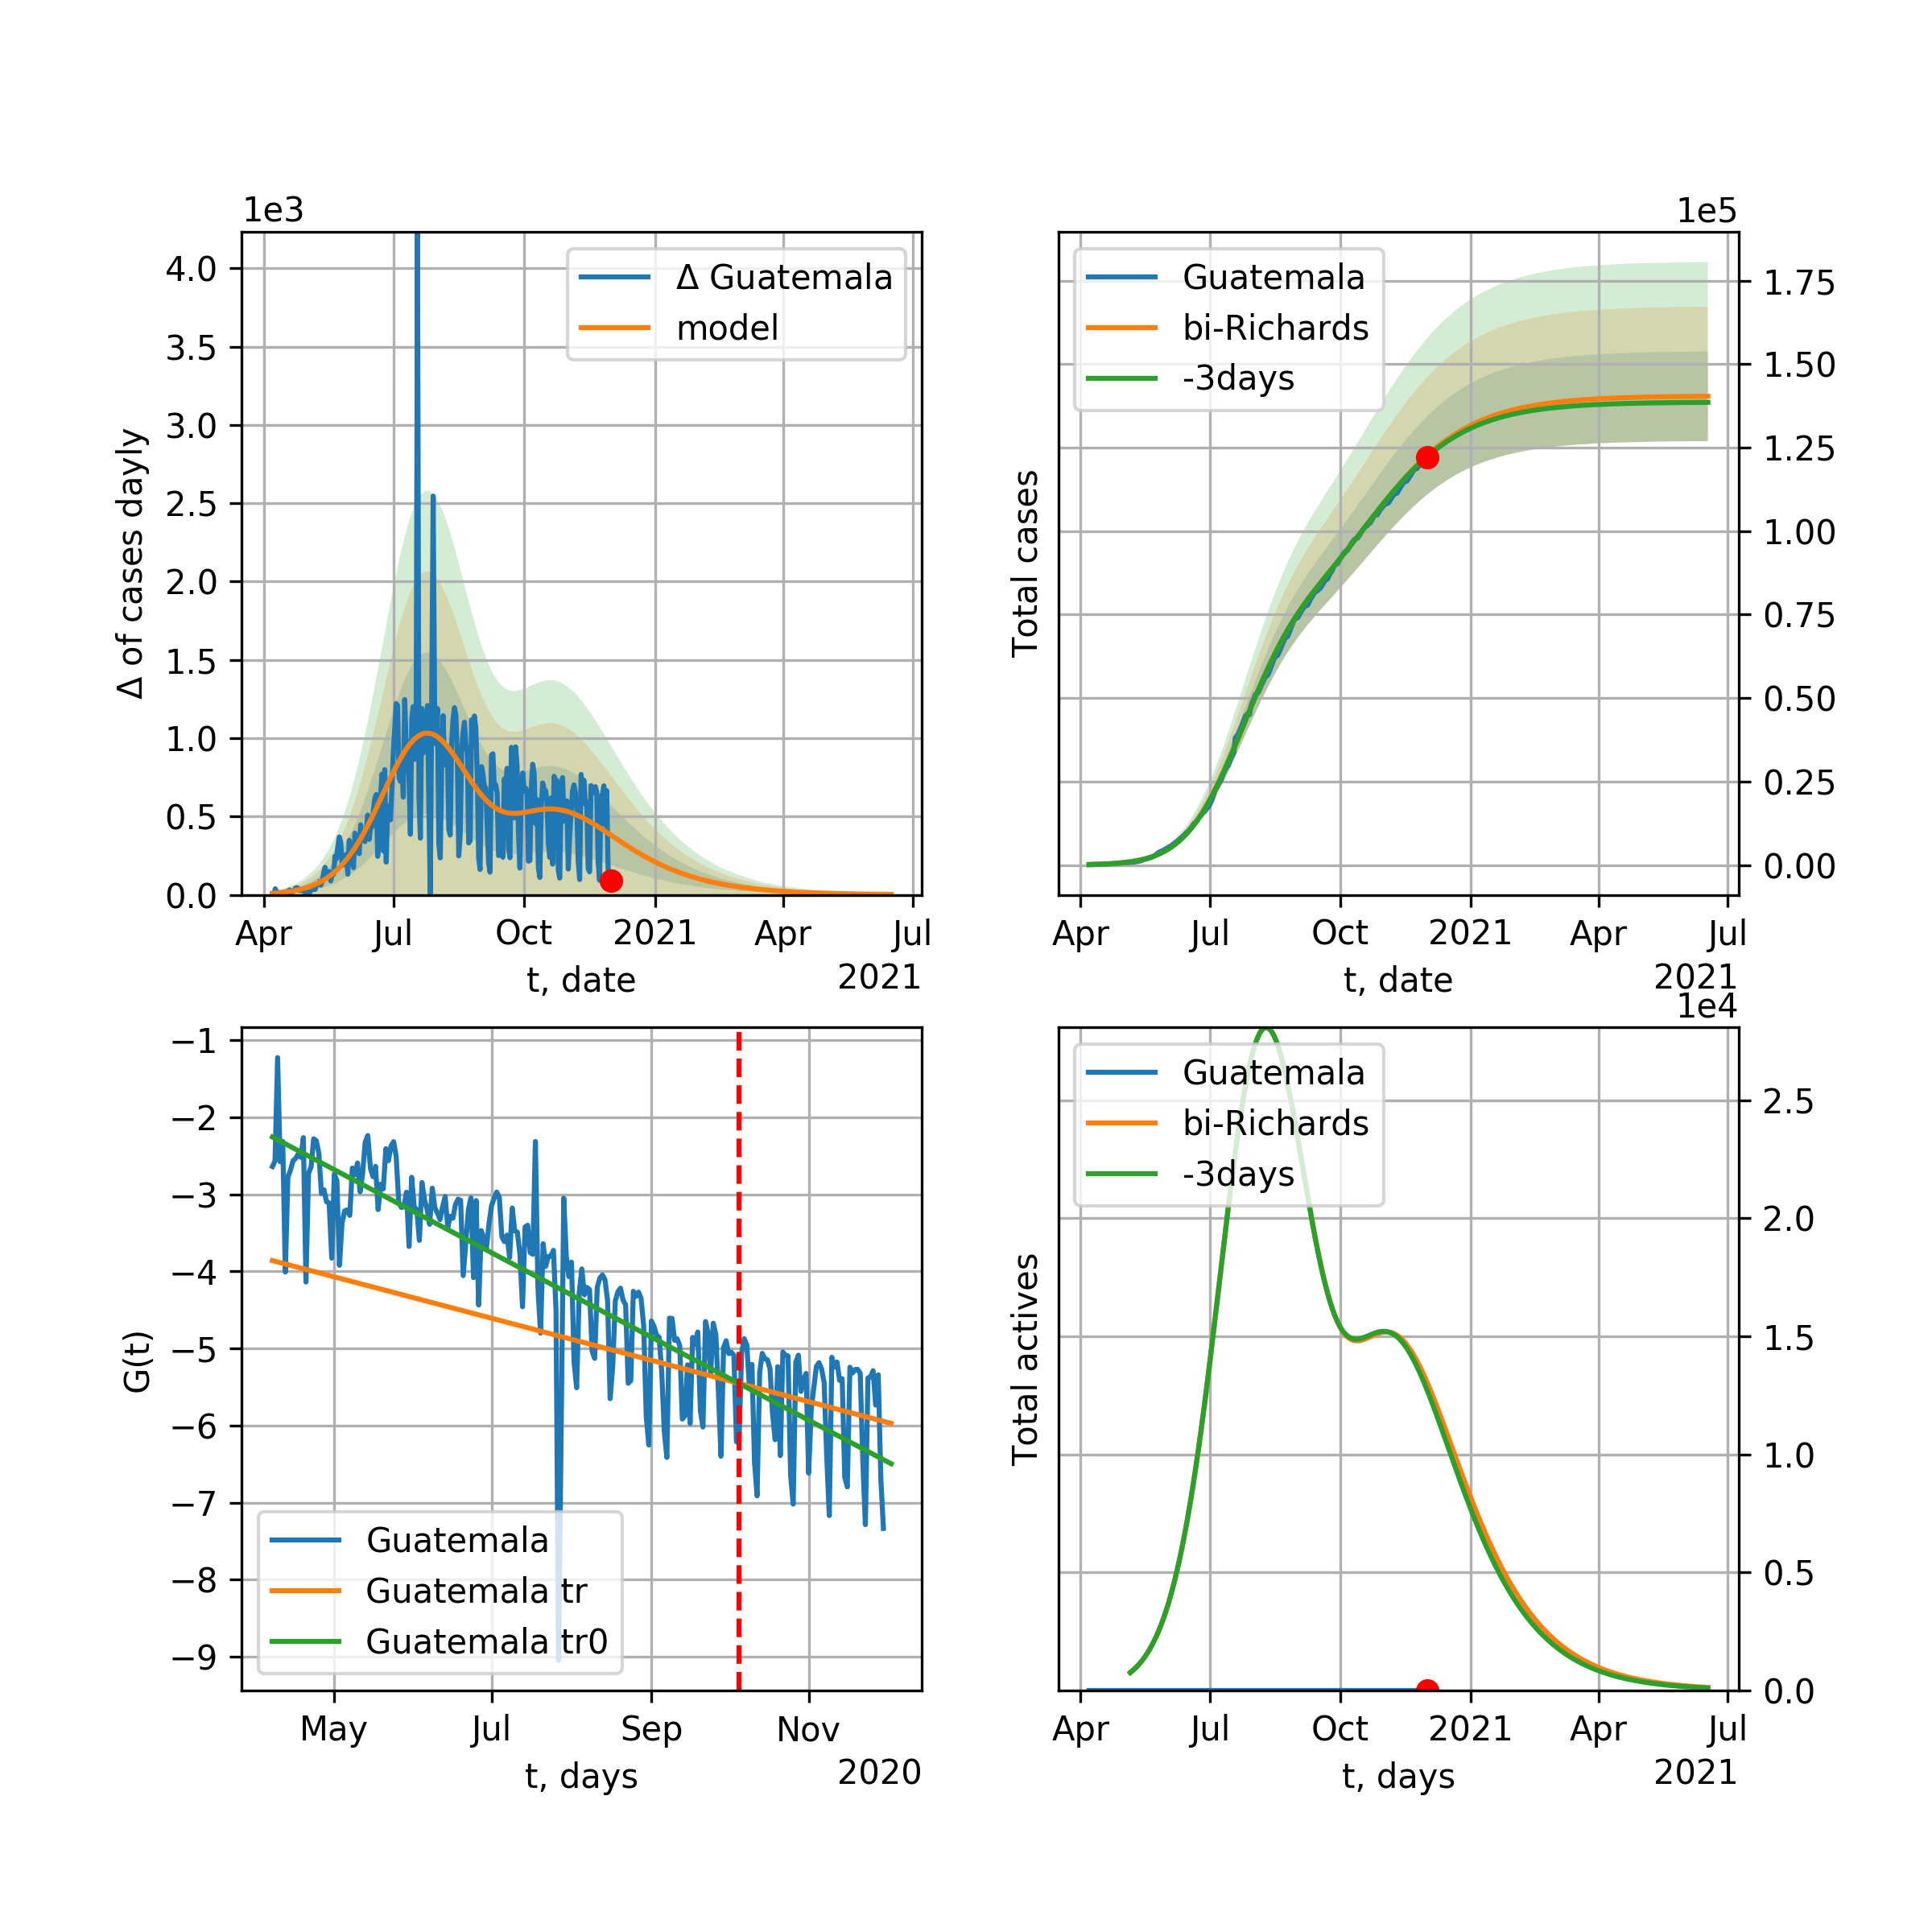 1e3
4.0
3.5
3.0
2.5
2.0
1.5
1.0
0.5
0.0
Δ of cases dayly
Δ Guatemala
model
Apr
Jul
Oct
2021
Apr
Jul
t, date
2021
1e5
Guatemala
bi-Richards
-3days
1.75
1.50
1.25
1.00
0.75
0.50
0.25
0.00
Total cases
Apr
Jul
Oct
2021
Apr
Jul
t, date
2021
−1
−2
−3
−4
−5
−6
−7
−8
−9
G(t)
Guatemala
Guatemala tr
Guatemala tr0
May
Jul
Sep
Nov
t, days
2020
1e4
Guatemala
bi-Richards
-3days
2.5
2.0
1.5
1.0
0.5
0.0
Total actives
Apr
Jul
Oct
2021
Apr
Jul
t, days
2021